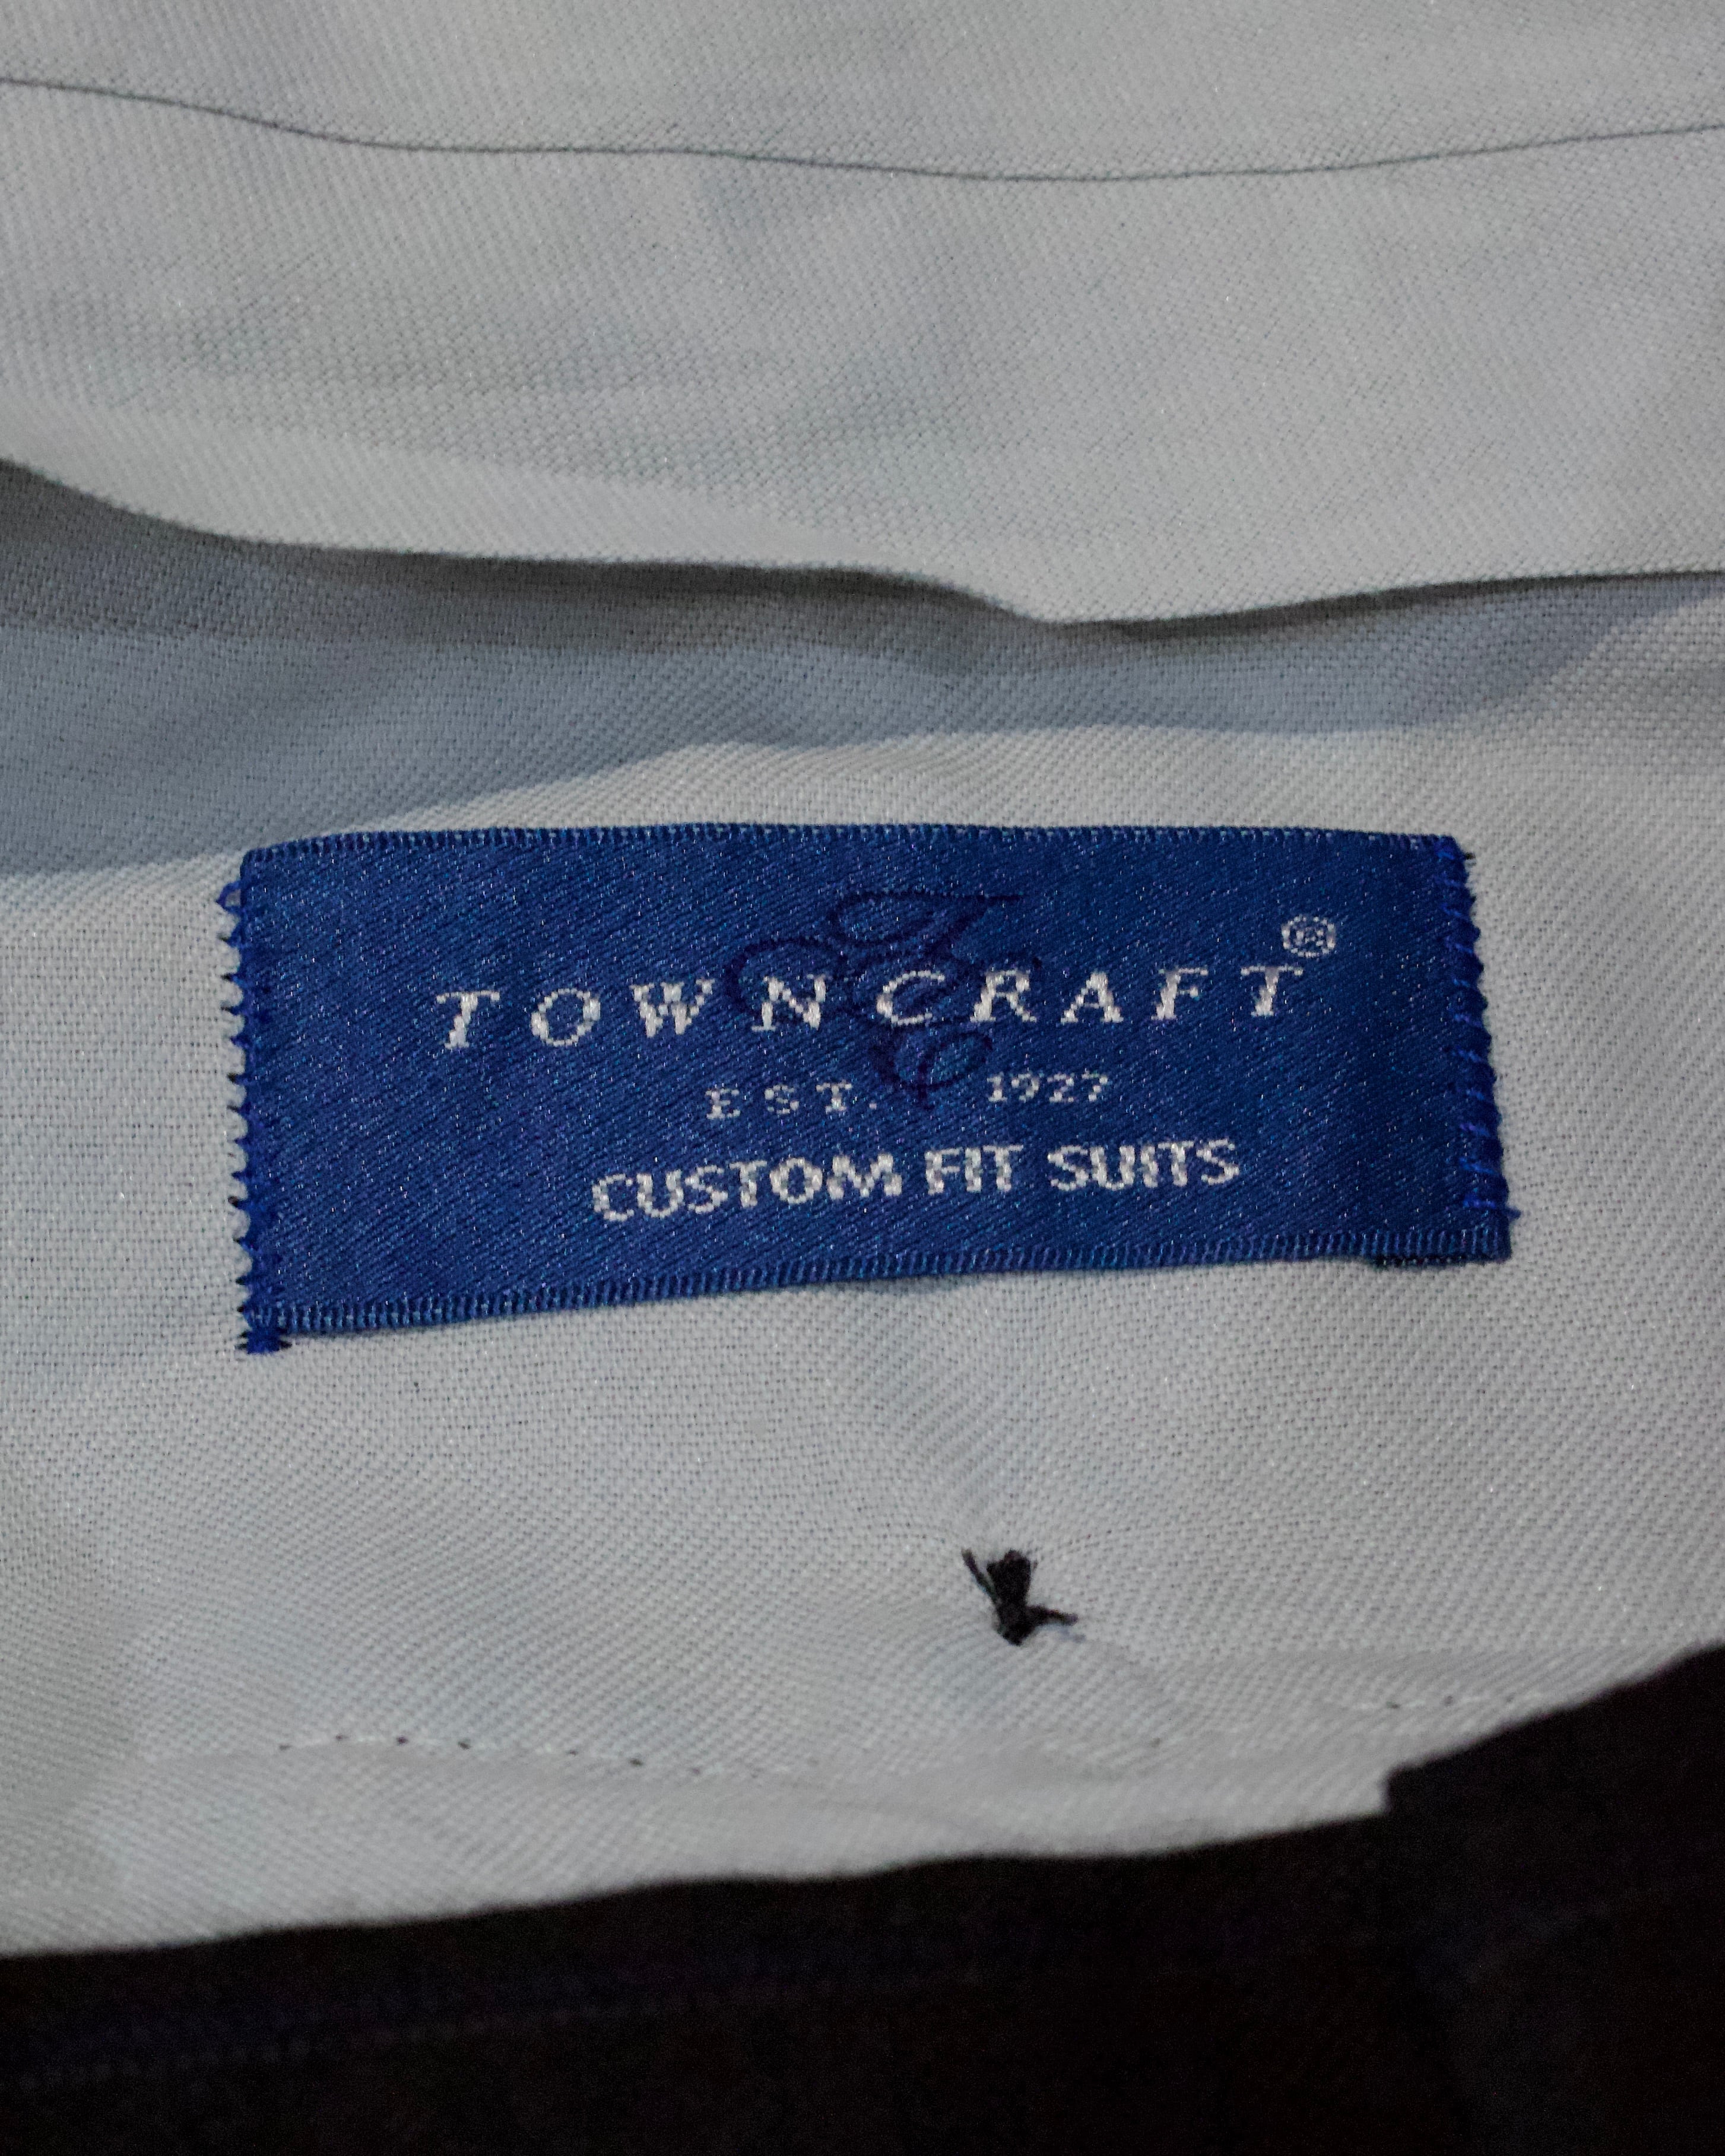 TOWNCRAFT®
EST. 1927
CUSTOM FIT SUITS